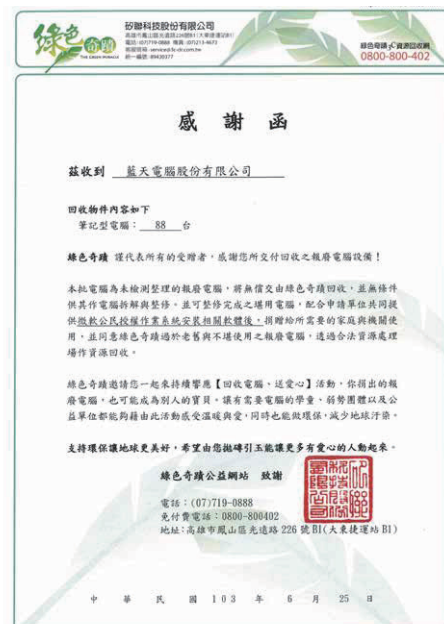 綠色奇蹟
THE GREEN MIRACLE
矽聯科技股份有限公司
綠色奇蹟3C資源回收網
0800-800-402
感謝函
茲收到 藍天電腦股份有限公司
回收物件內容如下
筆記型電腦： 88 台
綠色奇蹟 謹代表所有的受贈者，感謝您所交付回收之報廢電腦設備！
本批電腦為未檢測整理的報廢電腦，將無償交由綠色奇蹟回收，並無條件
供其作電腦拆解與整修。並可整修完成之堪用電腦，配合申請單位共同提
供微軟公民授權作業系統安裝相關軟體後，捐贈給所需要的家庭與機關使
用，並同意綠色奇蹟過於老舊與不堪使用之報廢電腦，透過合法資源處理
場作資源回收。
綠色奇蹟邀請您一起來持續響應【回收電腦、送愛心】活動，你捐出的報
廢電腦，也可能成為別人的寶貝。讓有需要電腦的學童、弱勢團體以及公
益單位都能夠藉由此活動感受溫暖與愛，同時也能做環保，減少地球汙染。
支持環保讓地球更美好，希望由您拋磚引玉能讓更多有愛心的人動起來。
綠色奇蹟公益網站 致謝
電話：(07)719-0888
免付費電話：0800-800402
地址：高雄市鳳山區光遠路 226 號 B1(大東捷運站 B1)
中華民國 103 年 6 月 25 日